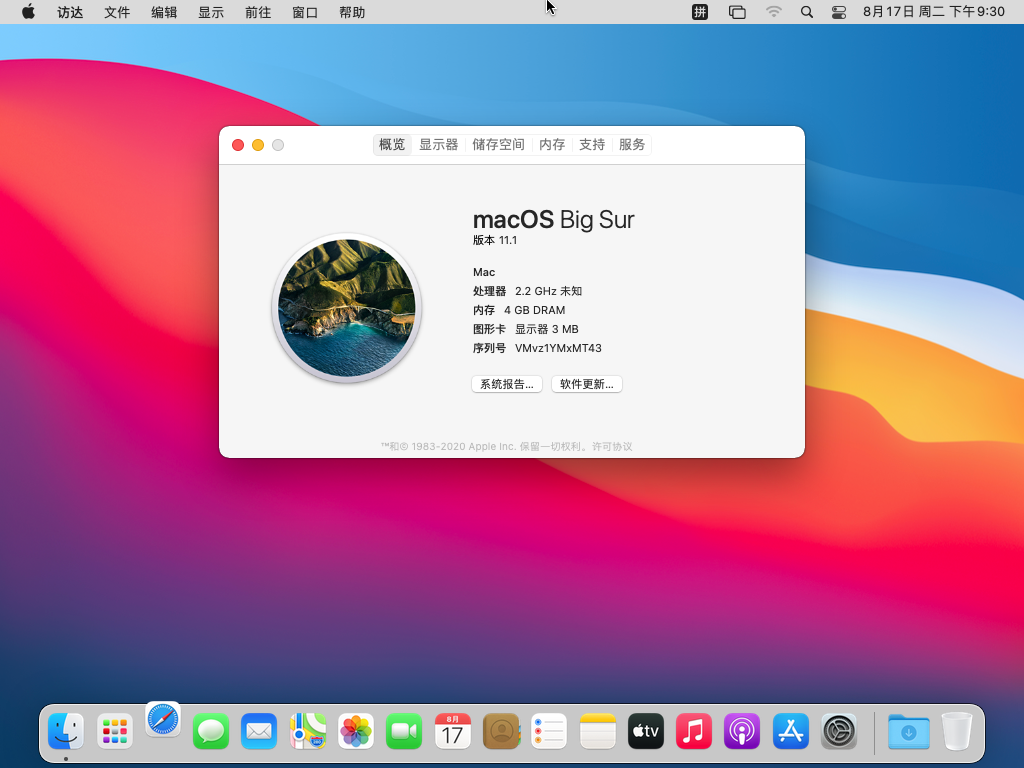 访达 文件 编辑 显示 前往 窗口 帮助 拼 8月17日 周二 下午9:30
概览 显示器 储存空间 内存 支持 服务
macOS Big Sur
版本 11.1
Mac
处理器 2.2 GHz 未知
内存 4 GB DRAM
图形卡 显示器 3 MB
序列号 VMvz1YMxMT43
系统报告... 软件更新...
™和© 1983-2020 Apple Inc. 保留一切权利。许可协议
8月
17
tv